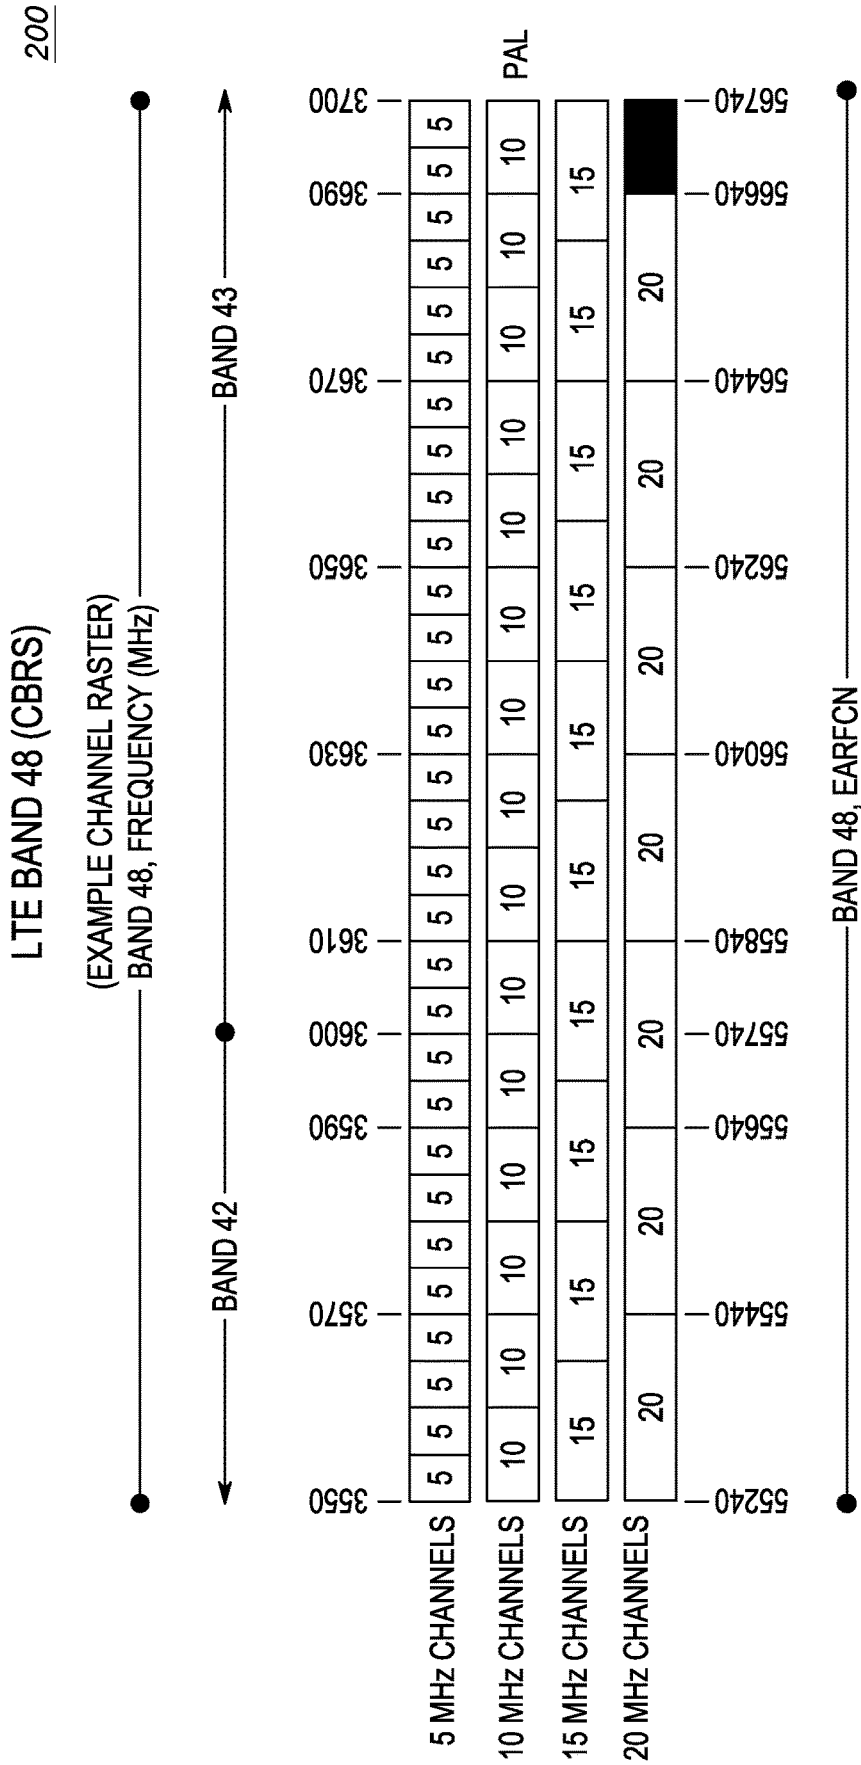 200
LTE BAND 48 (CBRS)
(EXAMPLE CHANNEL RASTER)
BAND 48, FREQUENCY (MHz)
BAND 42 BAND 43
3550 3570 3590 3600 3610 3630 3650 3670 3690 3700
5 MHz CHANNELS 5 5 5 5 5 5 5 5 5 5 5 5 5 5 5 5 5 5 5 5 5 5 5 5 5 5 5 5 5 5
10 MHz CHANNELS 10 10 10 10 10 10 10 10 10 10 10 10 10 10 10 PAL
15 MHz CHANNELS 15 15 15 15 15 15 15 15 15 15
20 MHz CHANNELS 20 20 20 20 20 20 20
55240 55440 55640 55740 55840 56040 56240 56440 56640 56740
BAND 48, EARFCN